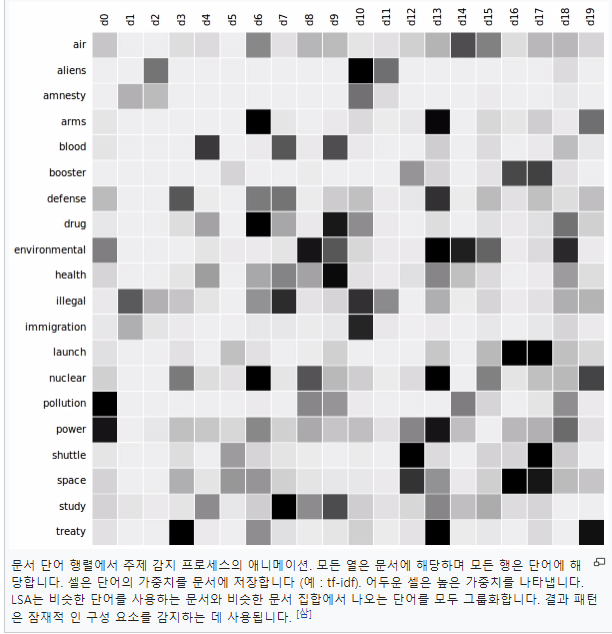 d0 d1 d2 d3 d4 d5 d6 d7 d8 d9 d10 d11 d12 d13 d14 d15 d16 d17 d18 d19
air
aliens
amnesty
arms
blood
booster
defense
drug
environmental
health
illegal
immigration
launch
nuclear
pollution
power
shuttle
space
study
treaty
문서 단어 행렬에서 주제 감지 프로세스의 애니메이션. 모든 열은 문서에 해당하며 모든 행은 단어에 해
당합니다. 셀은 단어의 가중치를 문서에 저장합니다 (예 : tf-idf). 어두운 셀은 높은 가중치를 나타냅니다.
LSA는 비슷한 단어를 사용하는 문서와 비슷한 문서 집합에서 나오는 단어를 모두 그룹화합니다. 결과 패턴
은 잠재적 인 구성 요소를 감지하는 데 사용됩니다. [삼]